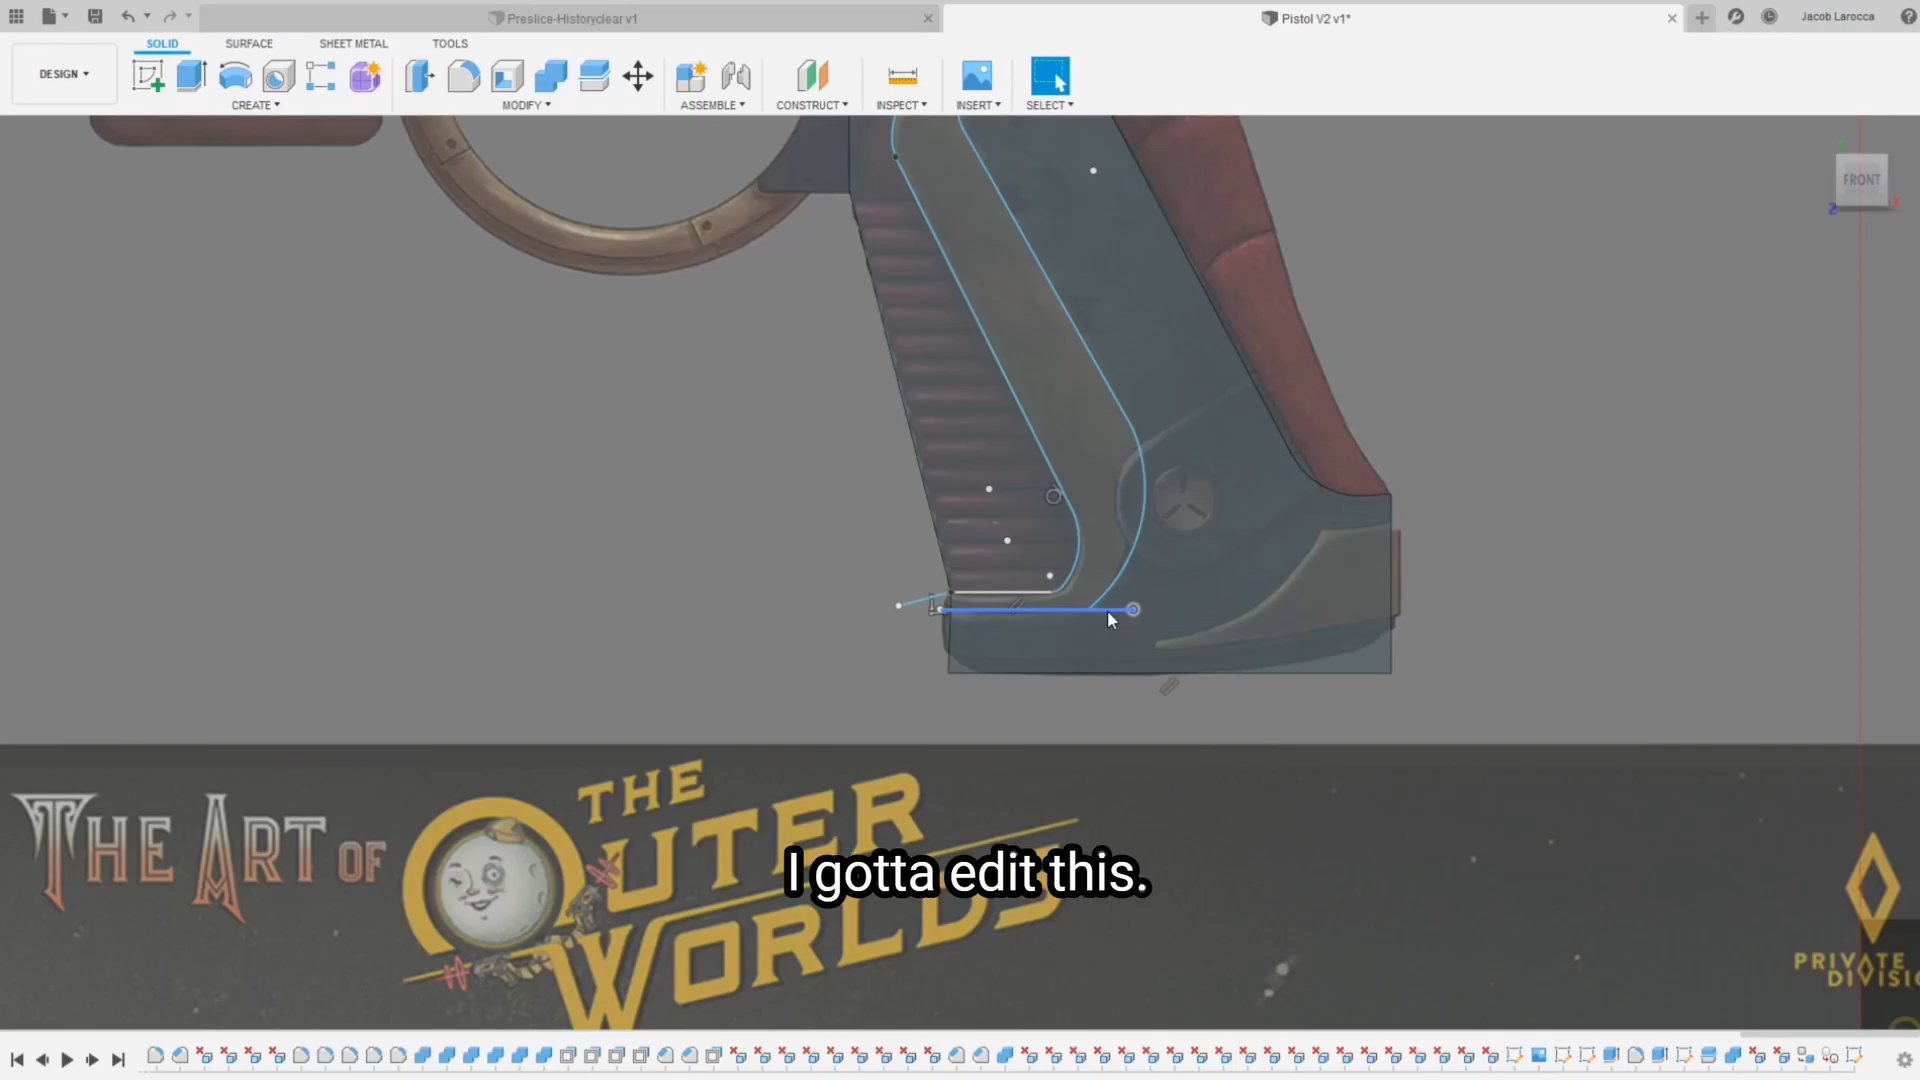 Preslice-Historyclear v1
Pistol V2 v1*
Jacob Larocca
SOLID
SURFACE
SHEET METAL
TOOLS
DESIGN
CREATE
MODIFY
ASSEMBLE
CONSTRUCT
INSPECT
INSERT
SELECT
FRONT
X
Z
THE ART OF
THE
OUTER
WORLDS
I gotta edit this.
PRIVATE